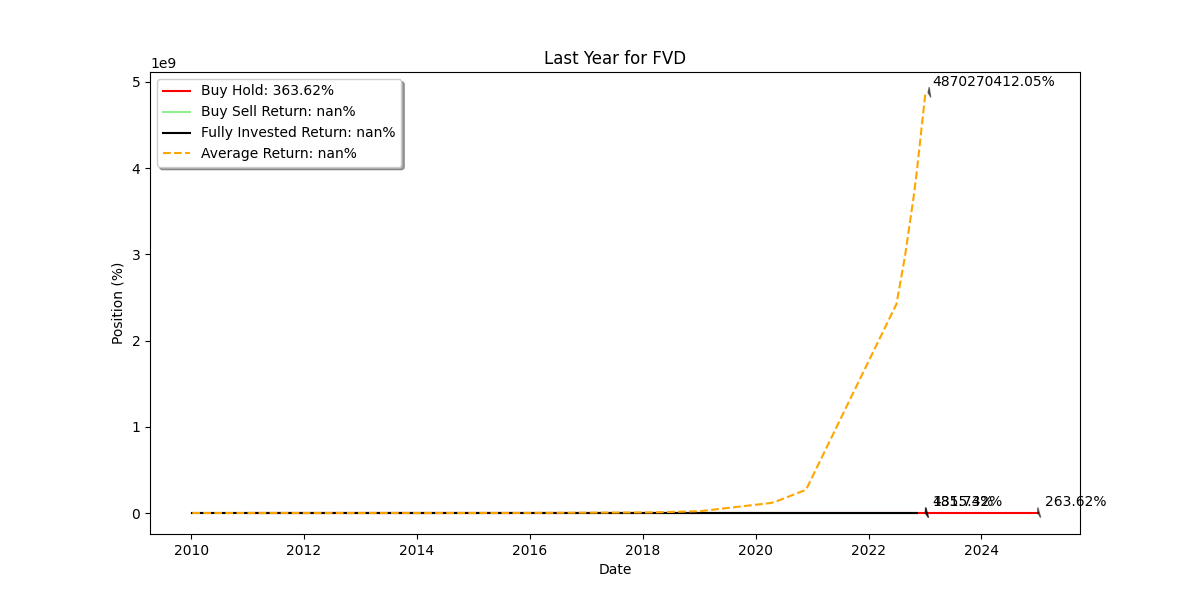 Last Year for FVD
1e9
Buy Hold: 363.62%
Buy Sell Return: nan%
Fully Invested Return: nan%
Average Return: nan%
4870270412.05%
5
4
3
2
1
0
Position (%)
263.62%
2010
2012
2014
2016
2018
2020
2022
2024
Date